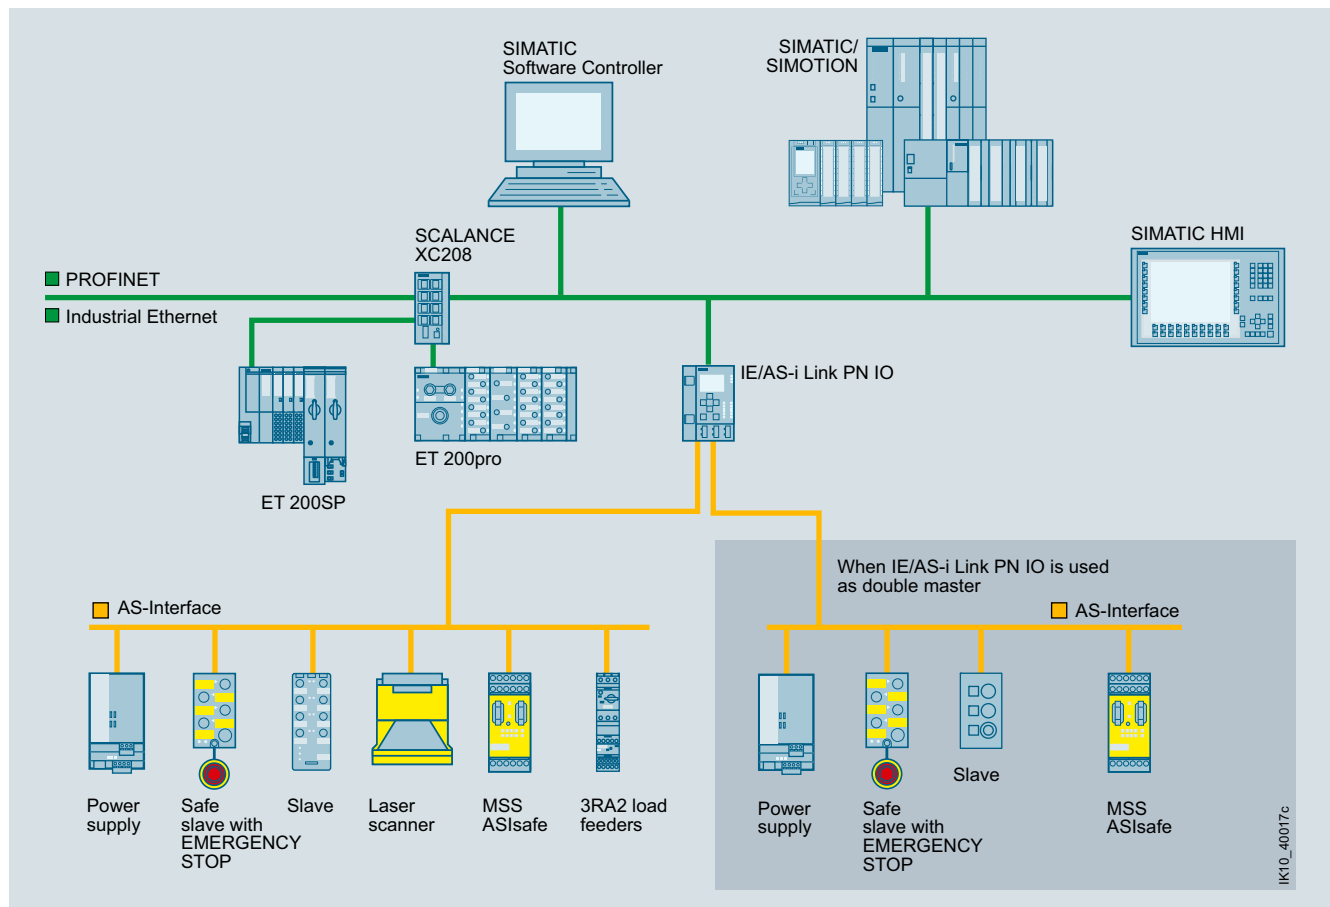 SIMATIC
Software Controller
SIMATIC/
SIMOTION
SCALANCE
XC208
SIMATIC HMI
PROFINET
Industrial Ethernet
IE/AS-i Link PN IO
ET 200pro
ET 200SP
When IE/AS-i Link PN IO is used
as double master
AS-Interface
AS-Interface
Power
supply
Safe
slave with
EMERGENCY
STOP
Slave
Laser
scanner
MSS
ASIsafe
3RA2 load
feeders
Power
supply
Safe
slave with
EMERGENCY
STOP
Slave
MSS
ASIsafe
IK10_40017c